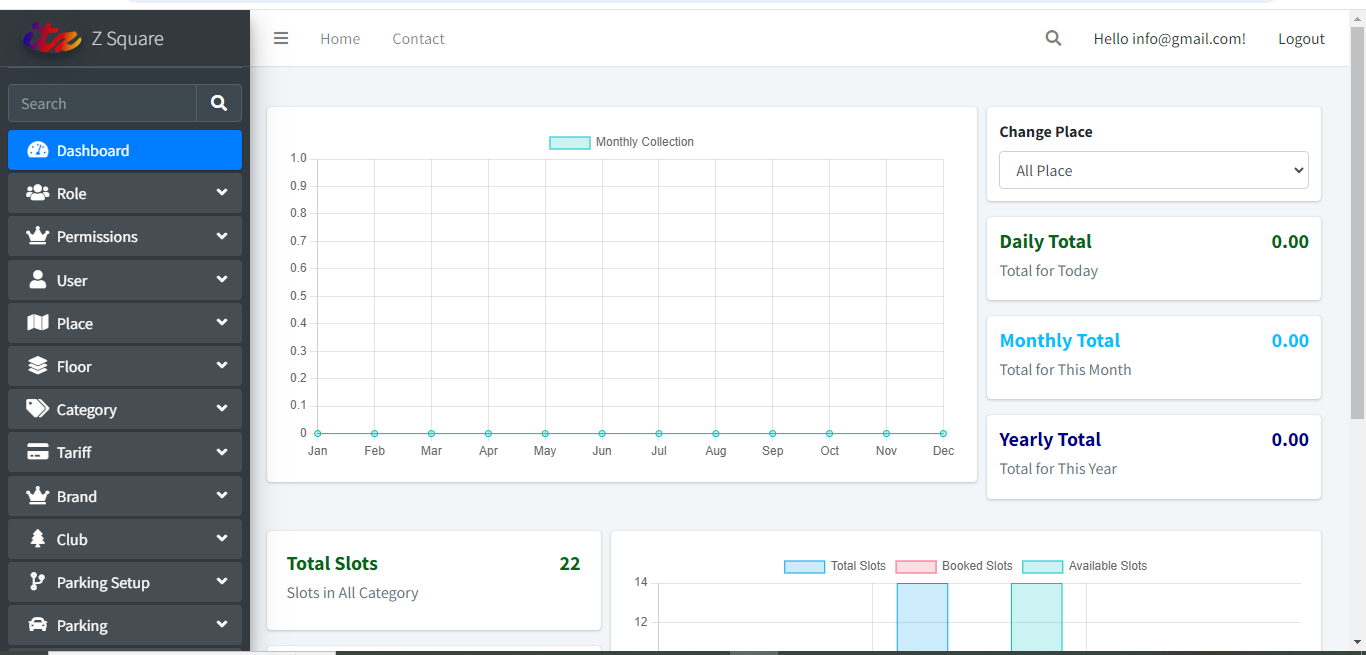 itz Z Square
Home
Contact
Hello info@gmail.com!
Logout
Search
Dashboard
Role
Permissions
User
Place
Floor
Category
Tariff
Brand
Club
Parking Setup
Parking
Monthly Collection
1.0
0.9
0.8
0.7
0.6
0.5
0.4
0.3
0.2
0.1
0
Jan Feb Mar Apr May Jun Jul Aug Sep Oct Nov Dec
Change Place
All Place
Daily Total 0.00
Total for Today
Monthly Total 0.00
Total for This Month
Yearly Total 0.00
Total for This Year
Total Slots 22
Slots in All Category
Total Slots Booked Slots Available Slots
14
12